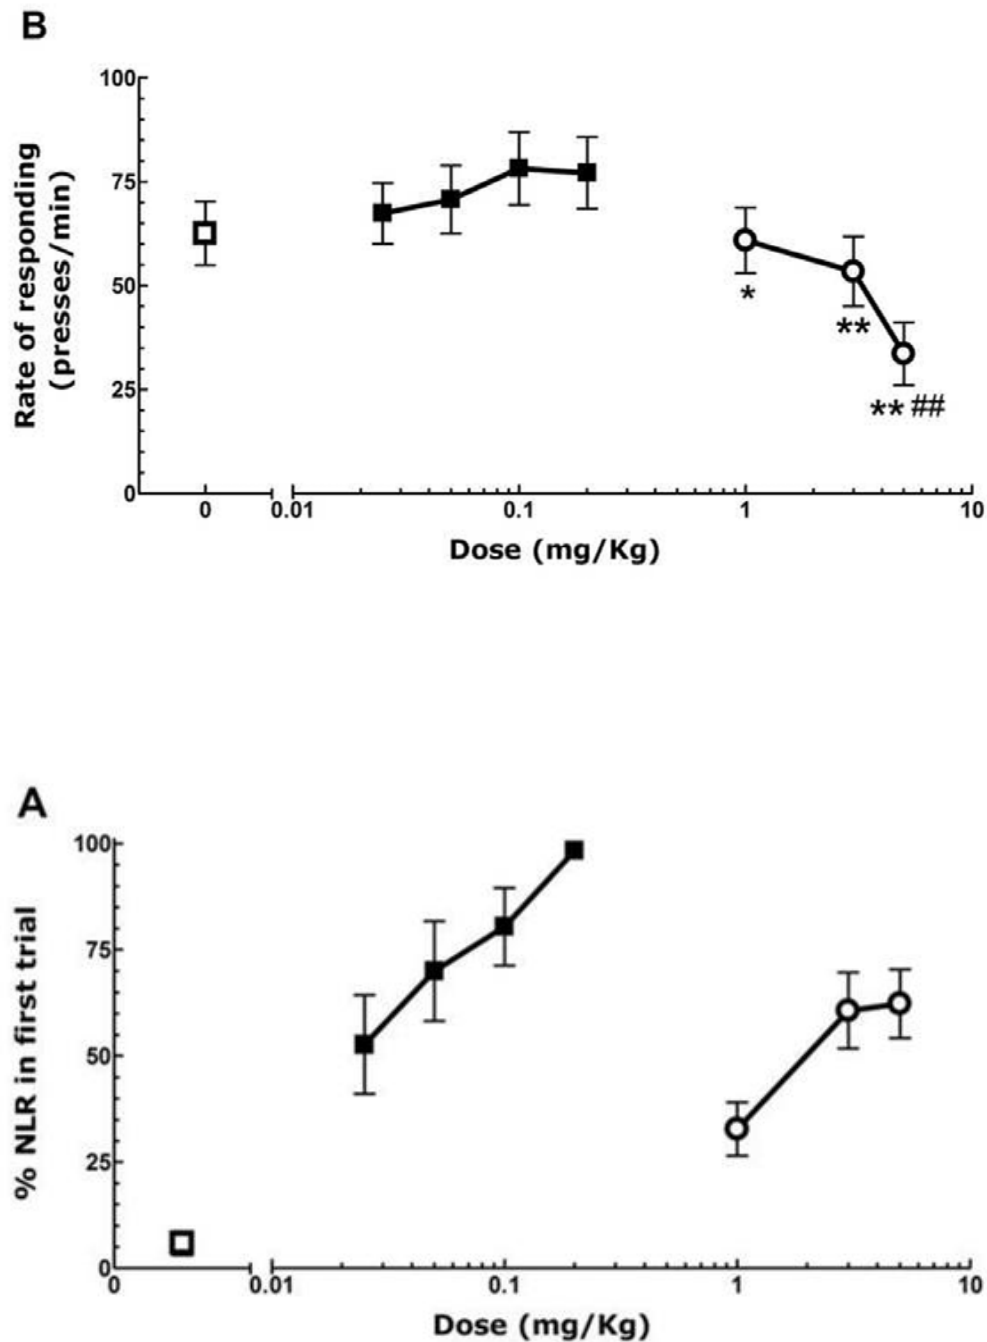 B
Rate of responding
(presses/min)
100
75
50
25
0
*
**
** ##
0 0.01 0.1 1 10
Dose (mg/Kg)
A
% NLR in first trial
100
75
50
25
0
0 0.01 0.1 1 10
Dose (mg/Kg)